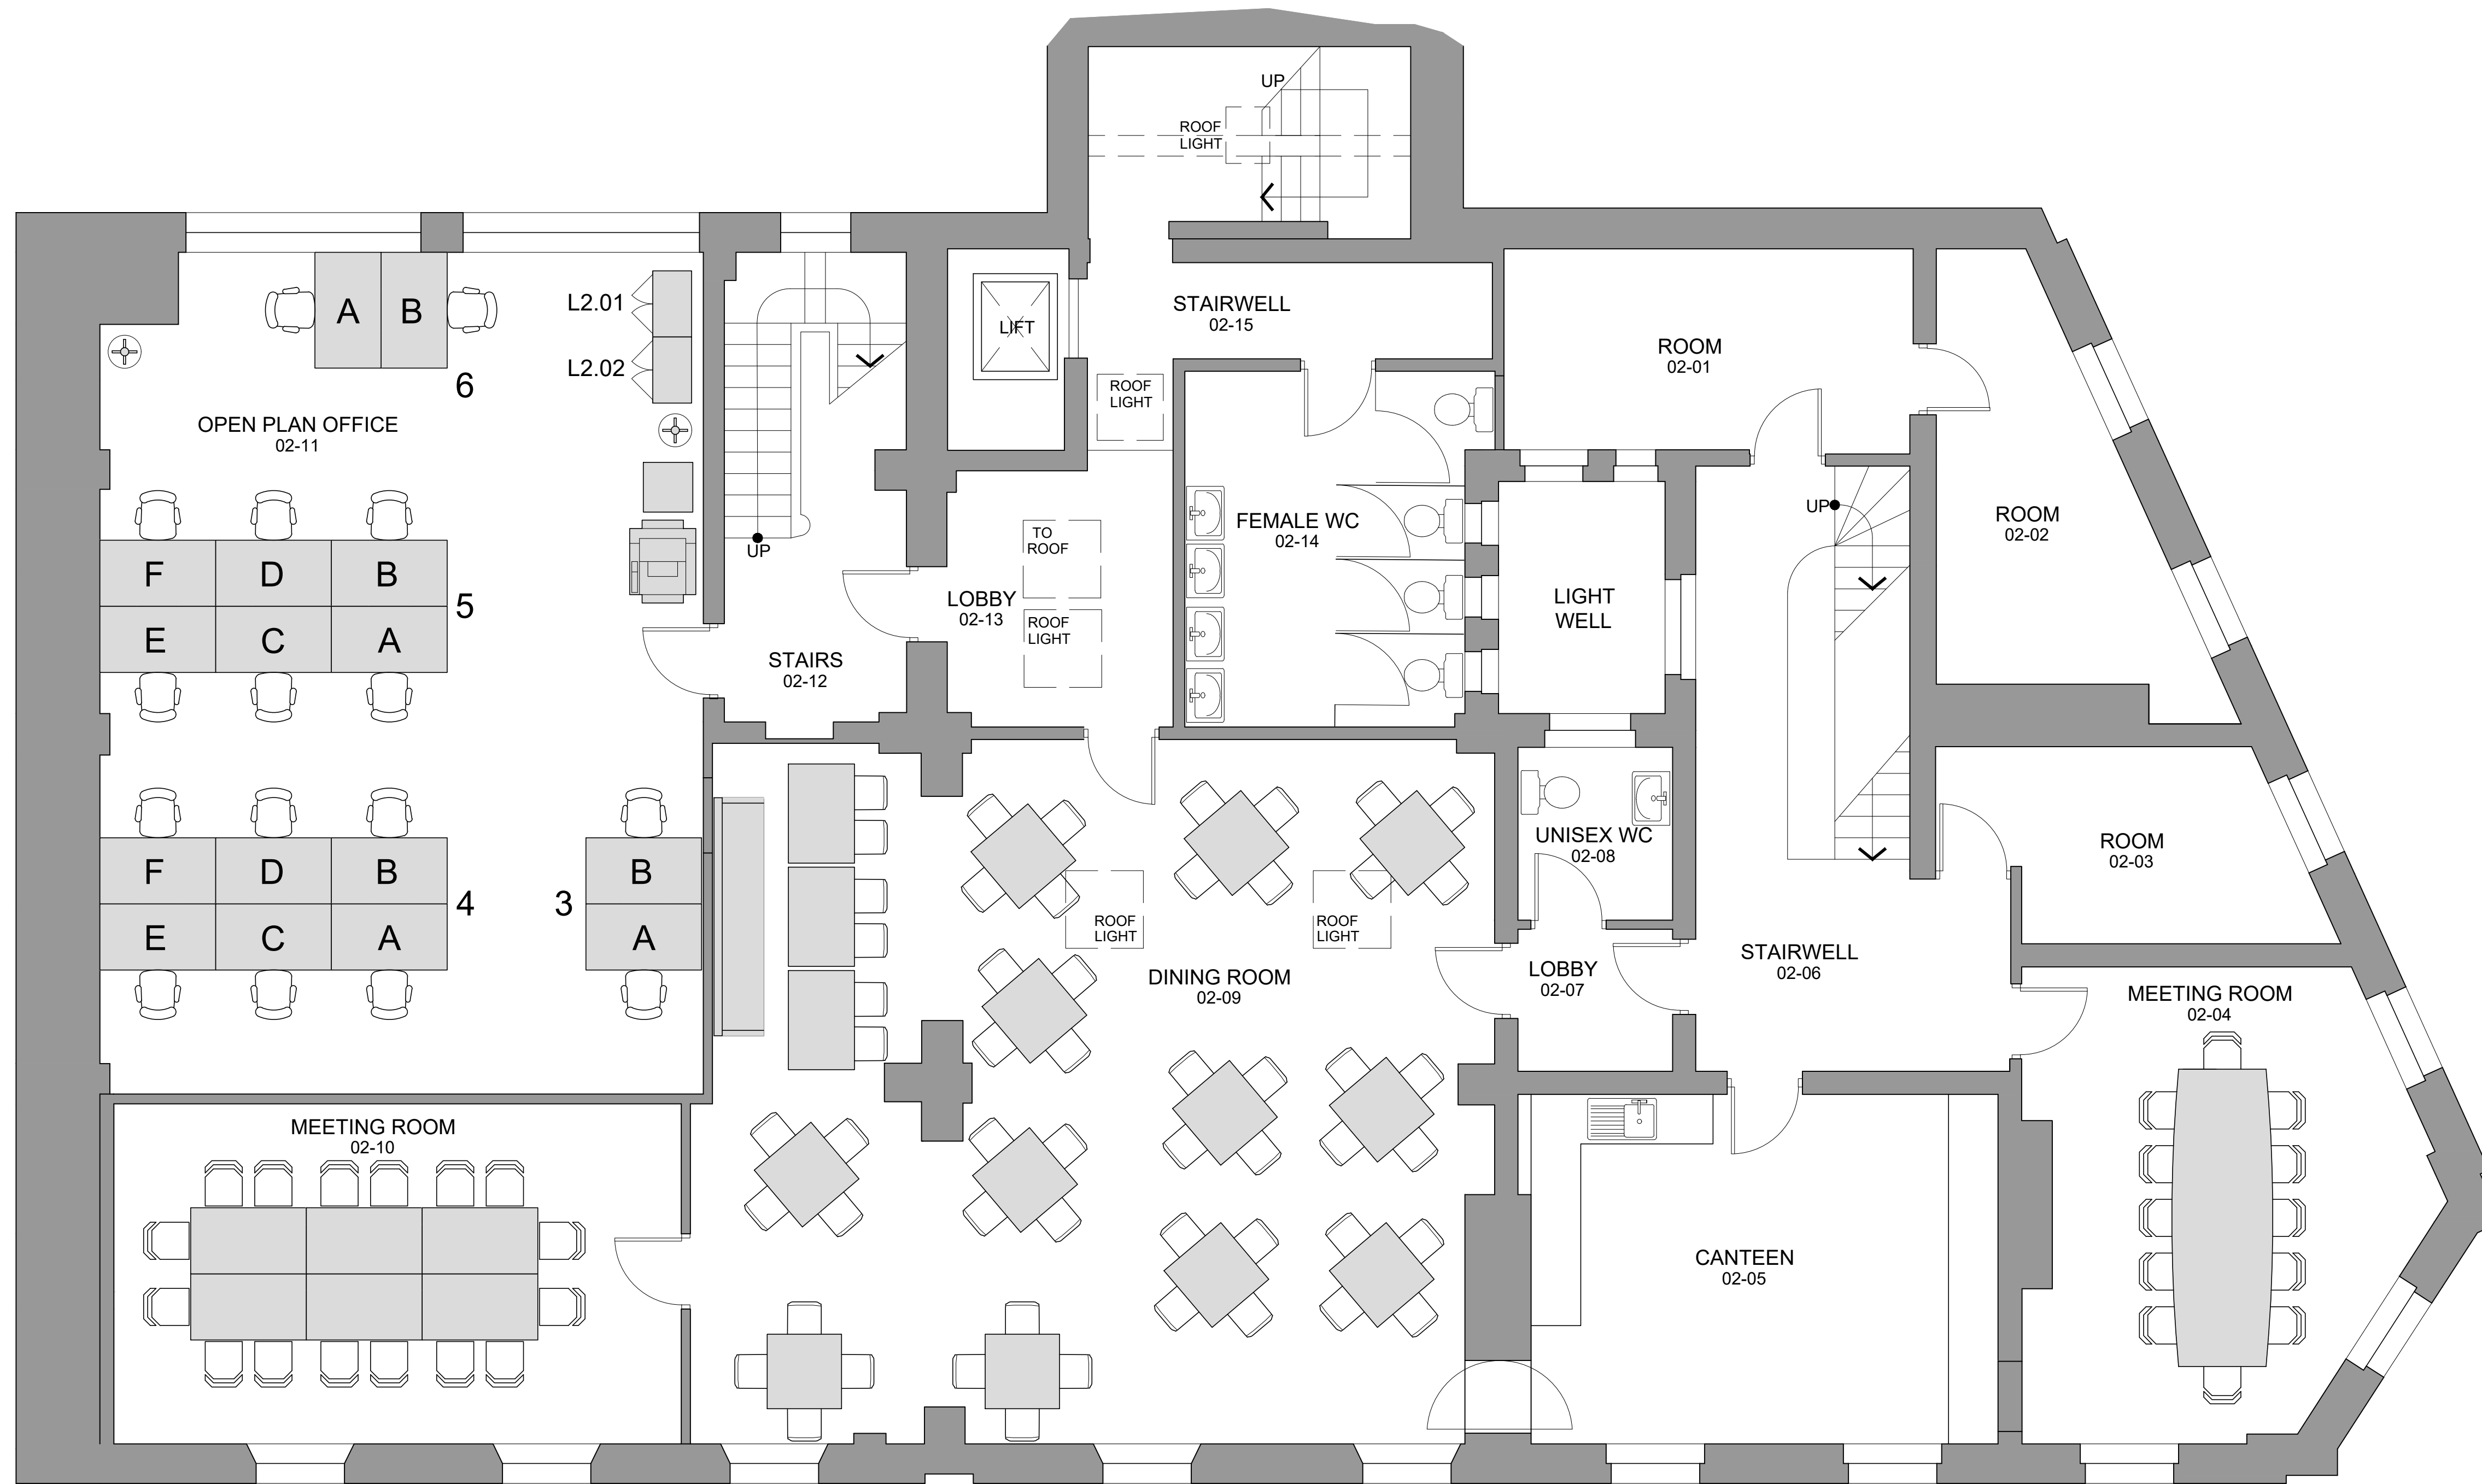 UP
ROOF
LIGHT
A
B
L2.01
L2.02
6
LIFT
STAIRWELL
02-15
ROOM
02-01
ROOF
LIGHT
OPEN PLAN OFFICE
02-11
UP
TO
ROOF
FEMALE WC
02-14
UP
ROOM
02-02
F
D
B
5
E
C
A
LOBBY
02-13
ROOF
LIGHT
LIGHT
WELL
STAIRS
02-12
UNISEX WC
02-08
ROOM
02-03
F
D
B
4
3
B
E
C
A
A
ROOF
LIGHT
ROOF
LIGHT
DINING ROOM
02-09
LOBBY
02-07
STAIRWELL
02-06
MEETING ROOM
02-04
MEETING ROOM
02-10
CANTEEN
02-05